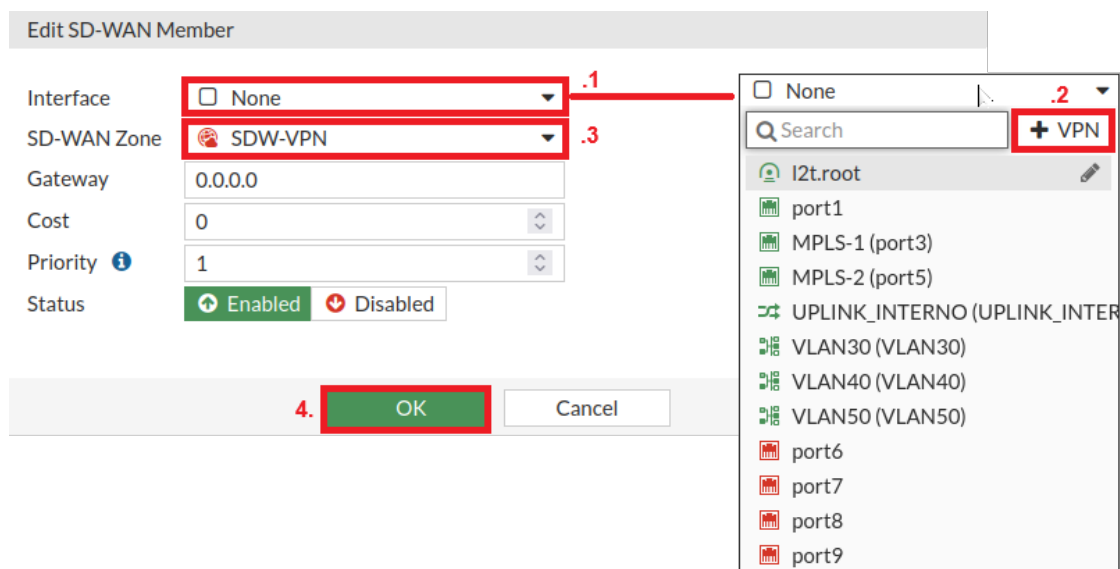 Edit SD-WAN Member
Interface
None
.1
SD-WAN Zone
SDW-VPN
.3
Gateway
0.0.0.0
Cost
0
Priority
1
Status
Enabled
Disabled
4.
OK
Cancel
None
.2
Search
+ VPN
l2t.root
port1
MPLS-1 (port3)
MPLS-2 (port5)
UPLINK_INTERNO (UPLINK_INTER
VLAN30 (VLAN30)
VLAN40 (VLAN40)
VLAN50 (VLAN50)
port6
port7
port8
port9